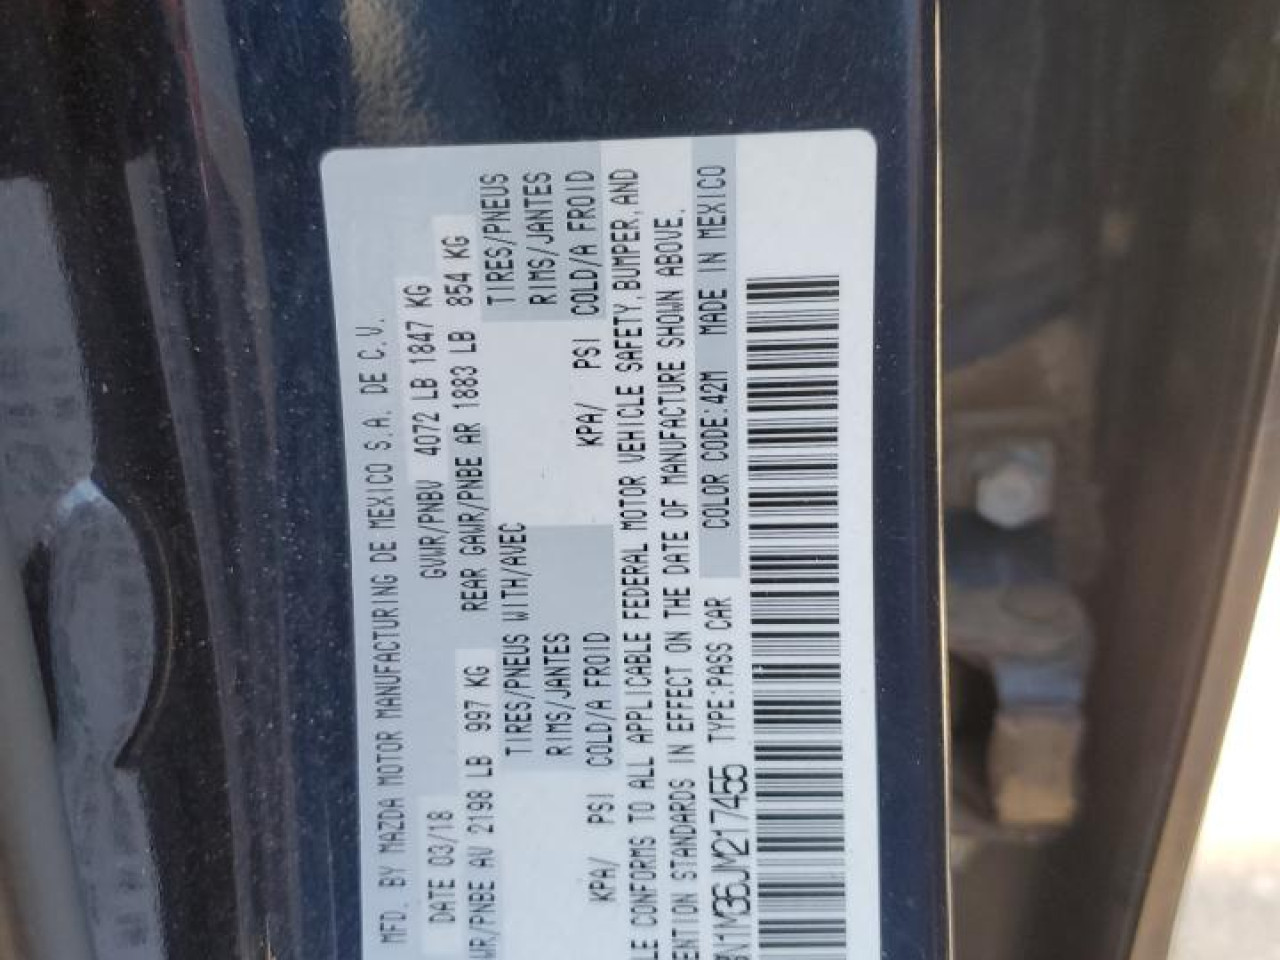 MFD. BY MAZDA MOTOR MANUFACTURING DE MEXICO S.A. DE C.V.
DATE 03/18 GVWR/PNBV 4072 LB 1847 KG
WR/PNBE AV 2198 LB 997 KG REAR GAWR/PNBE AR 1883 LB 854 KG
TIRES/PNEUS WITH/AVEC TIRES/PNEUS
RIMS/JANTES RIMS/JANTES
KPA/ PSI COLD/A FROID KPA/ PSI COLD/A FROID
LE CONFORMS TO ALL APPLICABLE FEDERAL MOTOR VEHICLE SAFETY, BUMPER, AND
ENTION STANDARDS IN EFFECT ON THE DATE OF MANUFACTURE SHOWN ABOVE.
N1M36JM217455 TYPE:PASS CAR COLOR CODE:42M MADE IN MEXICO